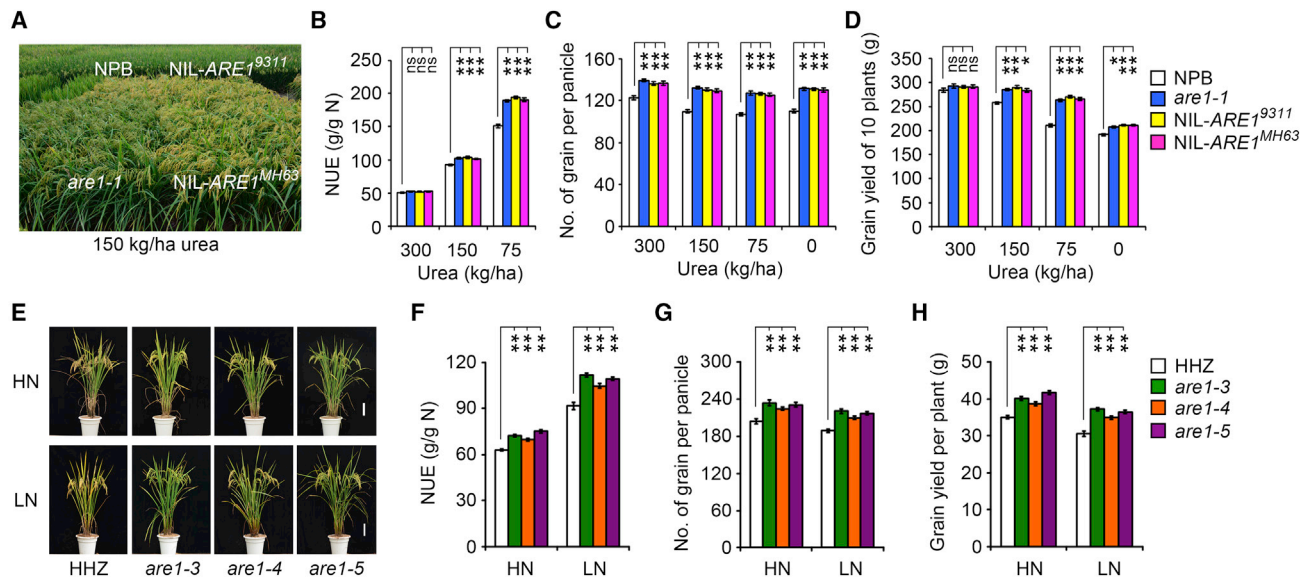 A
NPB NIL-ARE1^9311
are1-1 NIL-ARE1^MH63
150 kg/ha urea
B
ns ns ns ** ** ** ** ** **
NUE (g/g N)
250
200
150
100
50
0
300 150 75
Urea (kg/ha)
C
** ** ** ** ** ** ** ** ** ** ** **
No. of grain per panicle
160
120
80
40
0
300 150 75 0
Urea (kg/ha)
D
ns ns ns ** ** * ** ** ** * ** **
Grain yield of 10 plants (g)
350
300
250
200
150
100
50
0
300 150 75 0
Urea (kg/ha)
NPB
are1-1
NIL-ARE1^9311
NIL-ARE1^MH63
E
HN
LN
HHZ are1-3 are1-4 are1-5
F
** ** ** ** ** **
NUE (g/g N)
120
90
60
30
0
HN LN
G
** ** ** ** ** **
No. of grain per panicle
300
240
180
120
60
0
HN LN
H
** ** ** ** ** **
Grain yield per plant (g)
50
40
30
20
10
0
HN LN
HHZ
are1-3
are1-4
are1-5